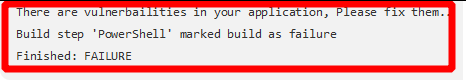 There are vulnerbailities in your application, Please fix them..
Build step 'PowerShell' marked build as failure
Finished: FAILURE